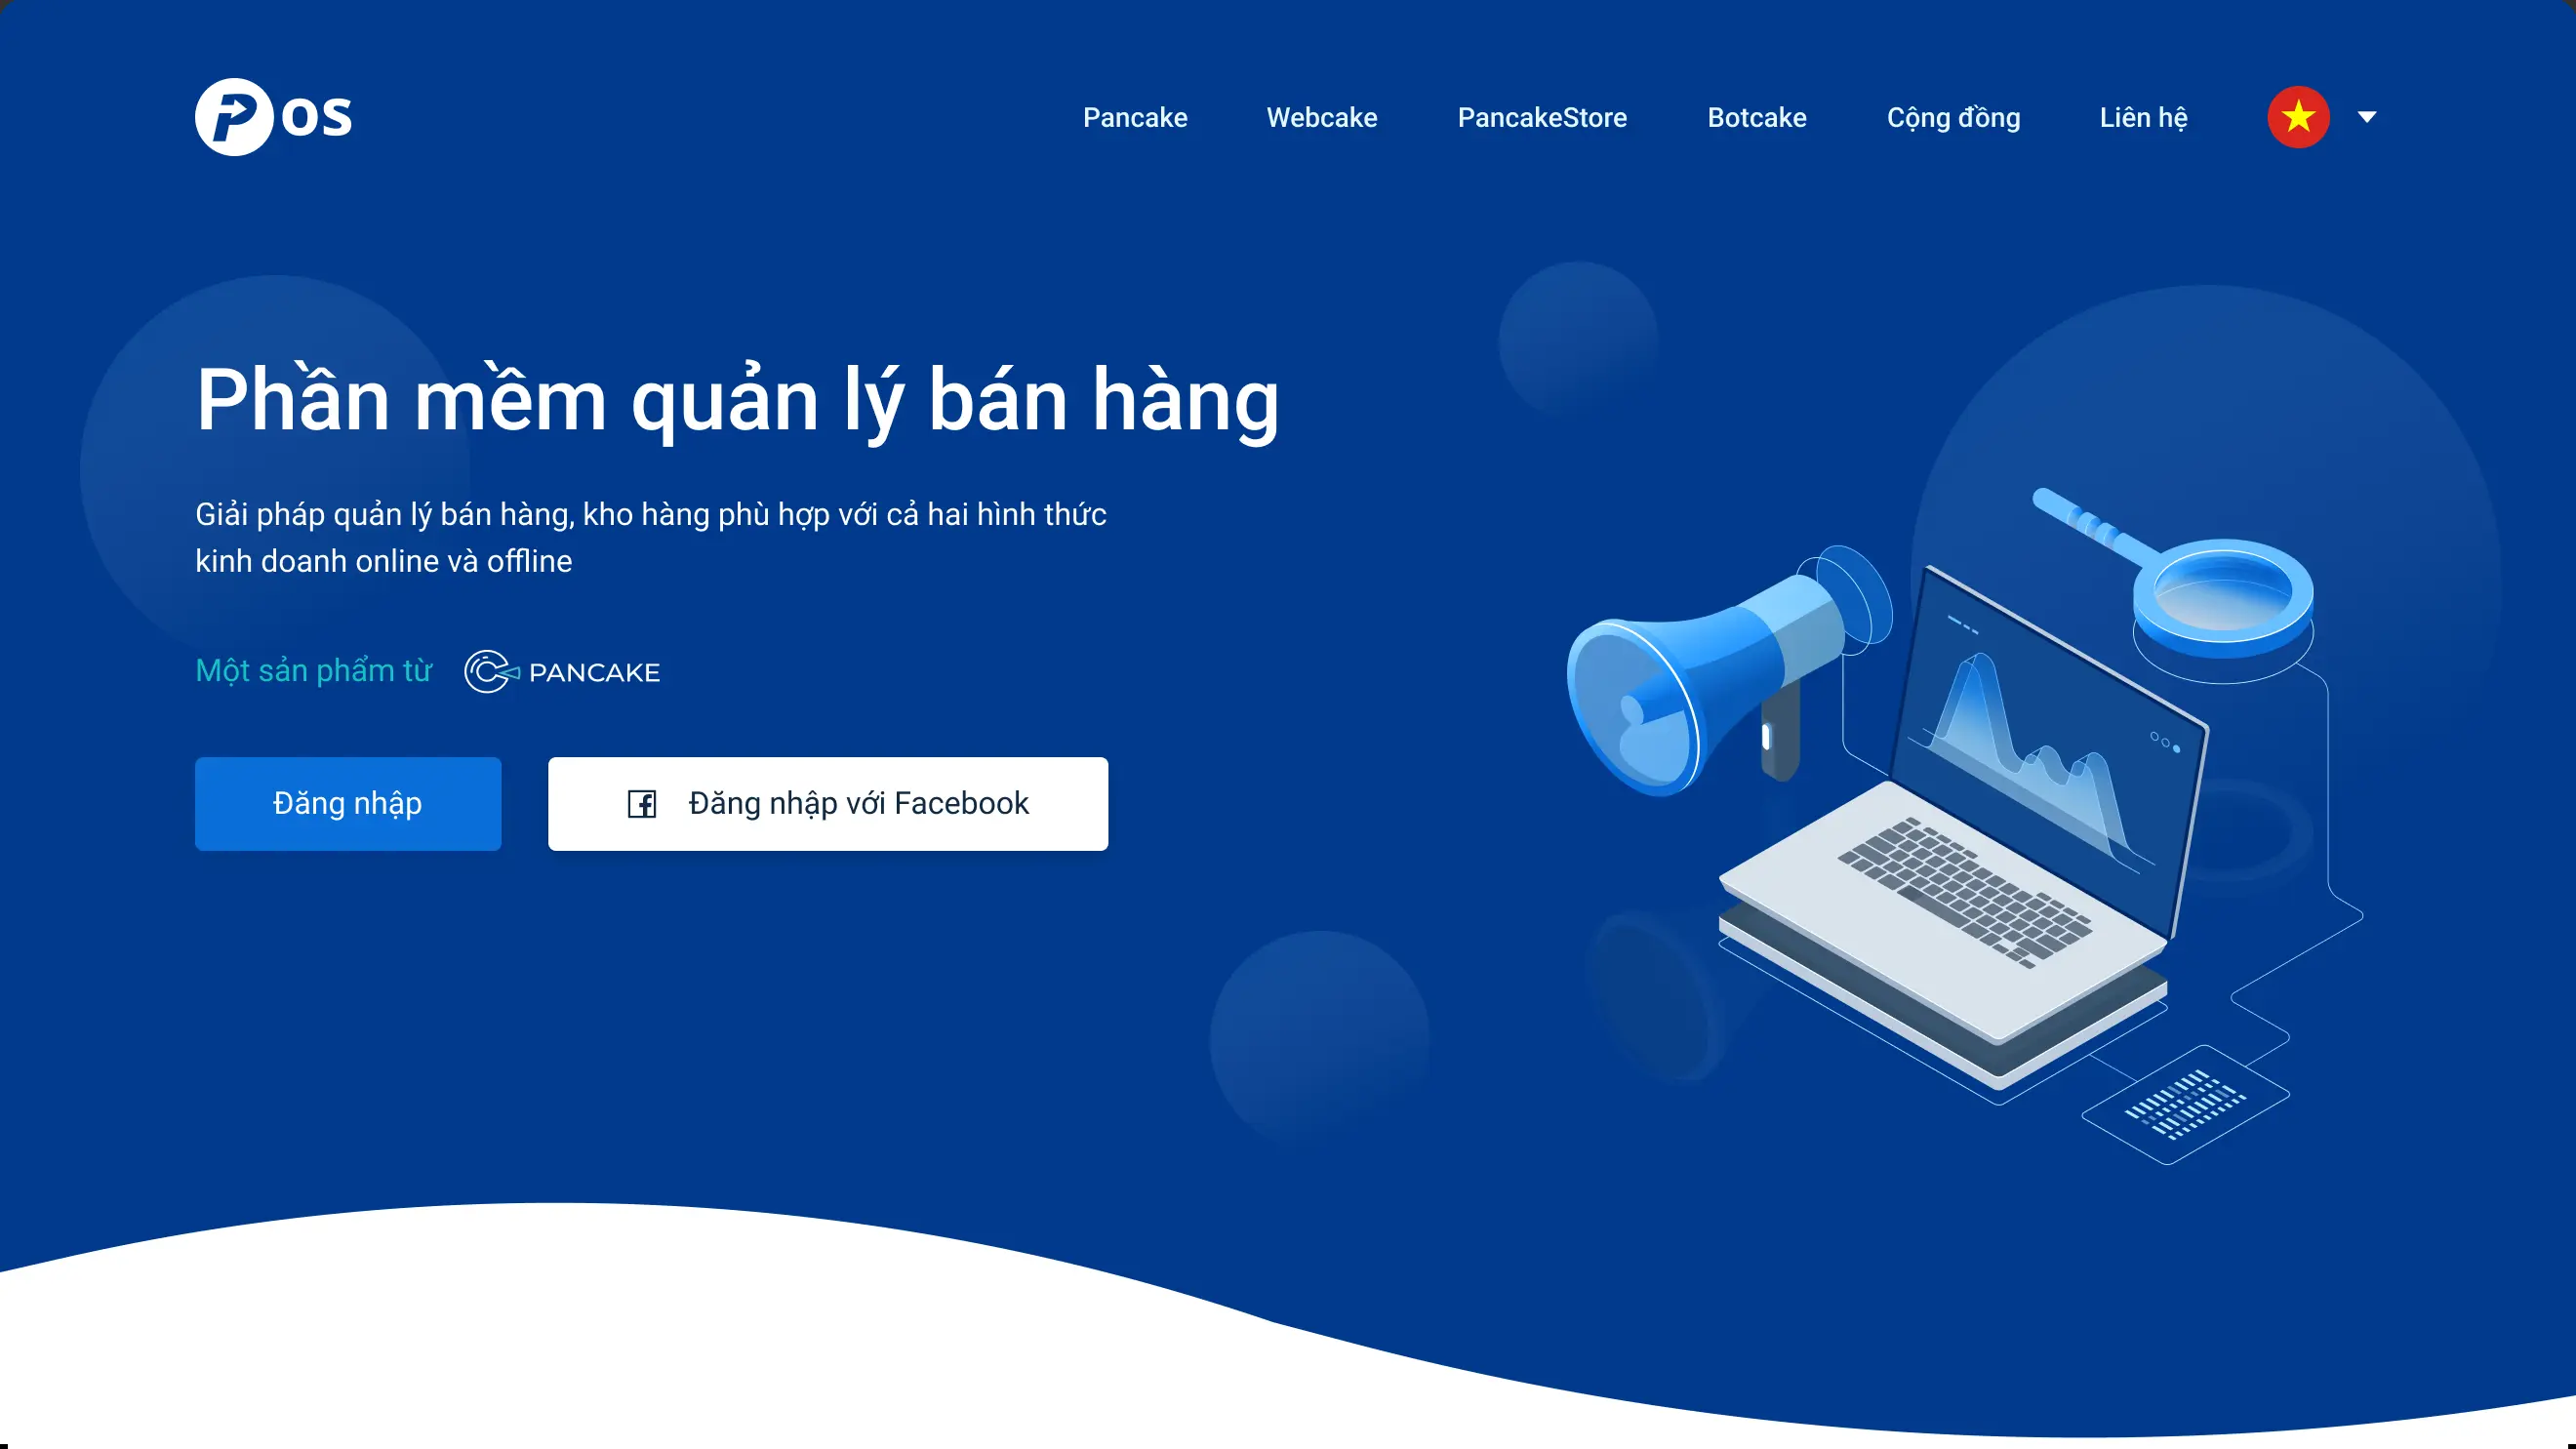 Pos
Pancake
Webcake
PancakeStore
Botcake
Cộng đồng
Liên hệ
Phần mềm quản lý bán hàng
Giải pháp quản lý bán hàng, kho hàng phù hợp với cả hai hình thức
kinh doanh online và offline
Một sản phẩm từ PANCAKE
Đăng nhập
Đăng nhập với Facebook